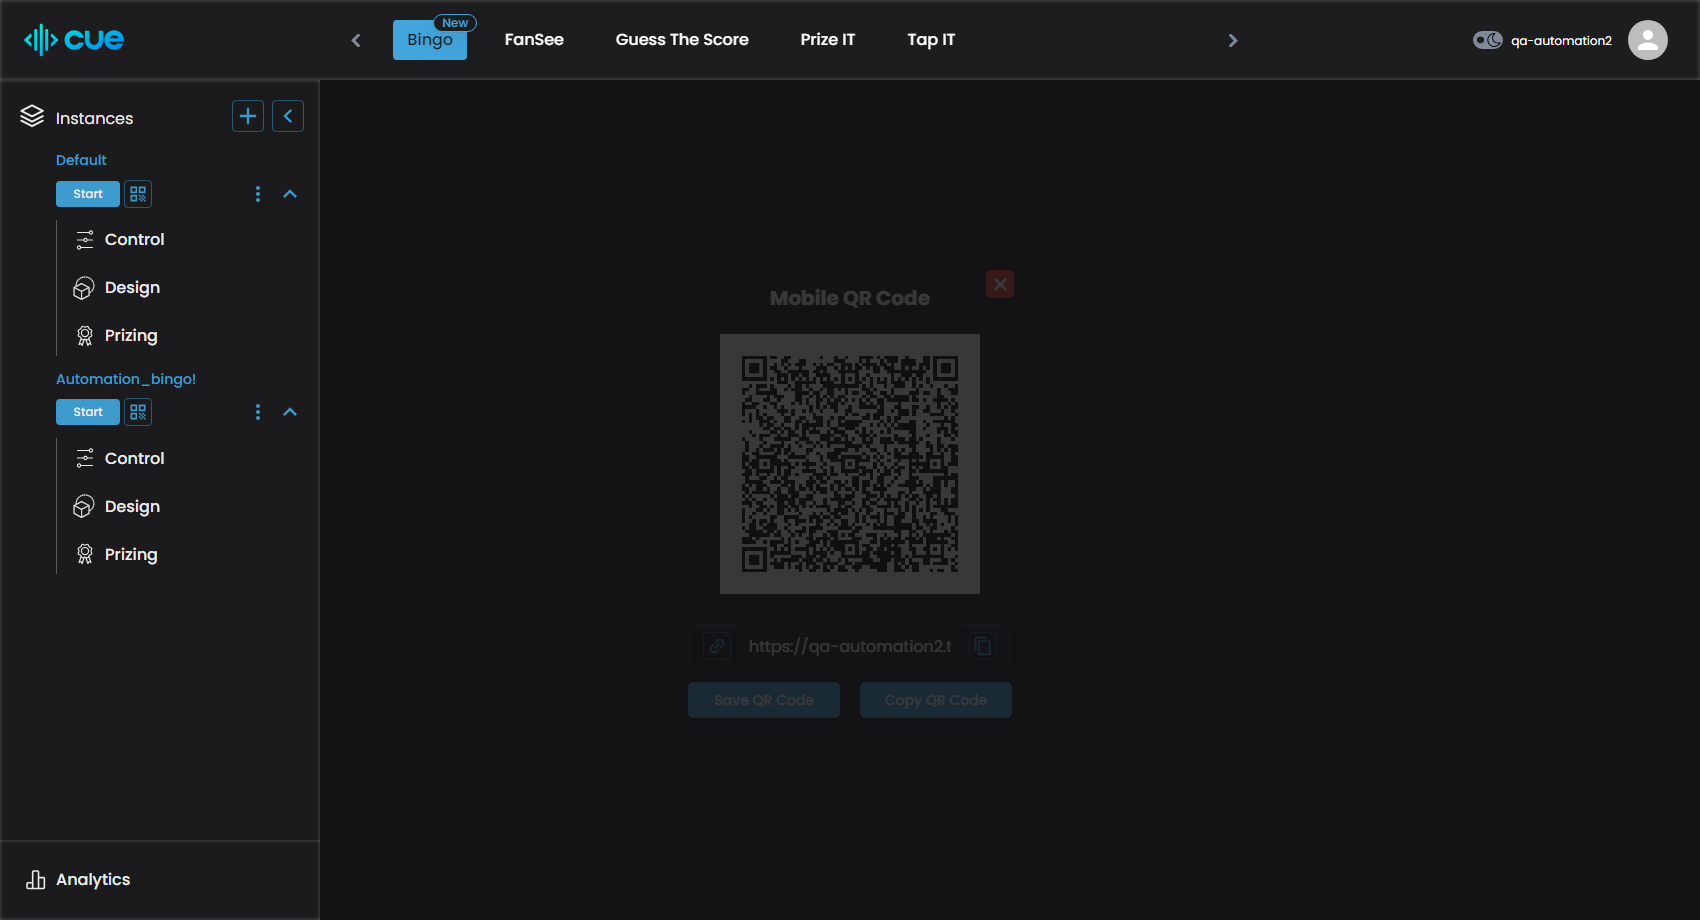 cue
Bingo
New
FanSee
Guess The Score
Prize IT
Tap IT
qa-automation2
Instances
Default
Start
Control
Design
Prizing
Automation_bingo!
Start
Control
Design
Prizing
Analytics
Mobile QR Code
https://qa-automation2.t
Save QR Code
Copy QR Code